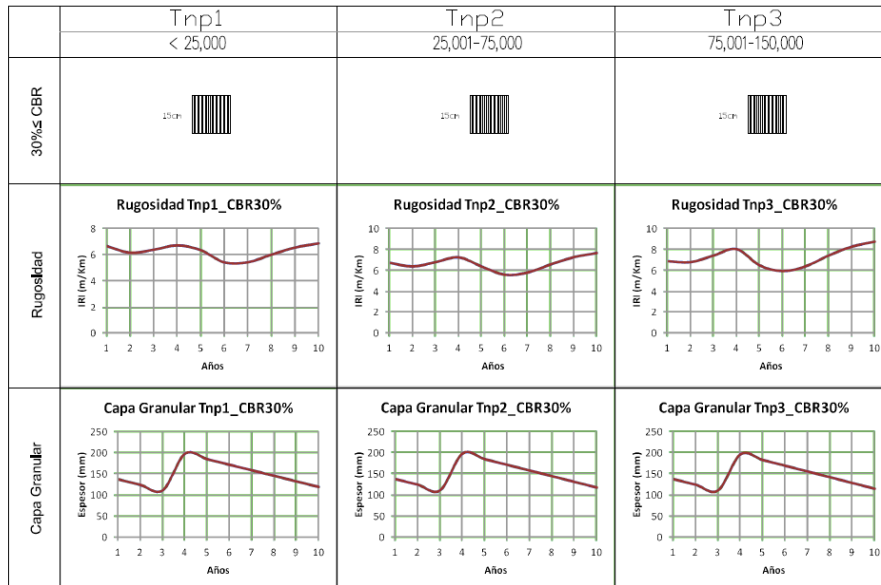 Tnp1
Tnp2
Tnp3
< 25,000
25,001-75,000
75,001-150,000
30%≤ CBR
15cm
15cm
15cm
Rugosidad
Rugosidad Tnp1_CBR30%
IRI (m/Km)
8
6
4
2
0
1 2 3 4 5 6 7 8 9 10
Años
Rugosidad Tnp2_CBR30%
IRI (m/Km)
10
8
6
4
2
0
1 2 3 4 5 6 7 8 9 10
Años
Rugosidad Tnp3_CBR30%
IRI (m/Km)
10
8
6
4
2
0
1 2 3 4 5 6 7 8 9 10
Años
Capa Granular
Capa Granular Tnp1_CBR30%
Espesor (mm)
250
200
150
100
50
0
1 2 3 4 5 6 7 8 9 10
Años
Capa Granular Tnp2_CBR30%
Espesor (mm)
250
200
150
100
50
0
1 2 3 4 5 6 7 8 9 10
Años
Capa Granular Tnp3_CBR30%
Espesor (mm)
250
200
150
100
50
0
1 2 3 4 5 6 7 8 9 10
Años